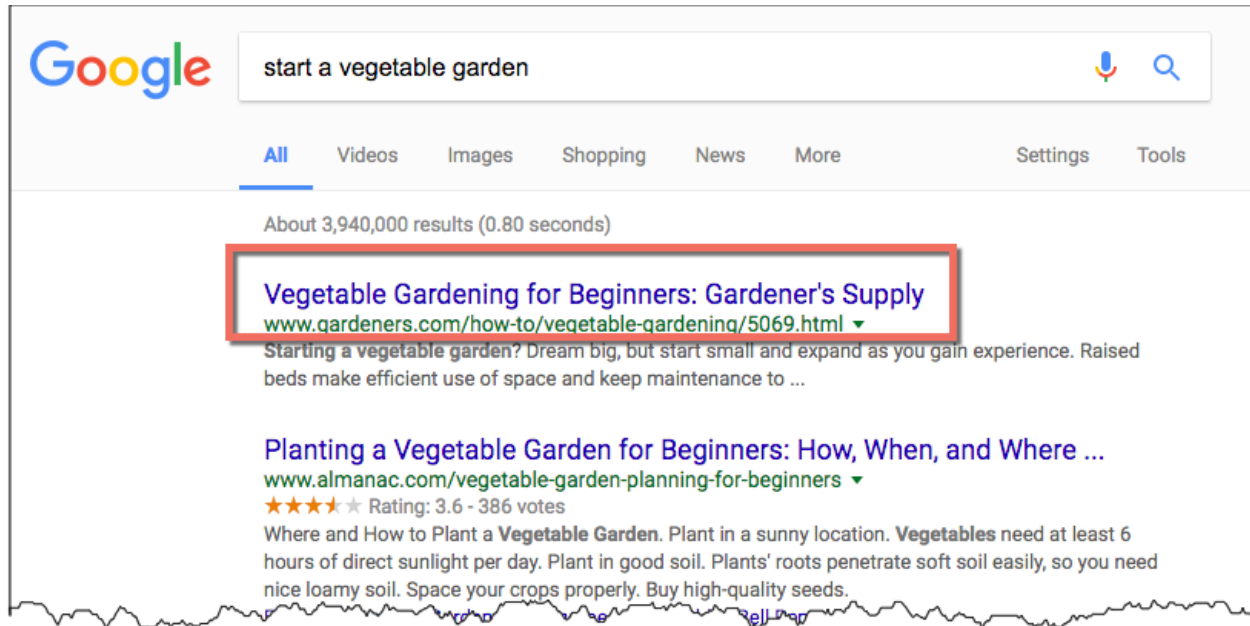 Google
start a vegetable garden
All Videos Images Shopping News More Settings Tools
About 3,940,000 results (0.80 seconds)
Vegetable Gardening for Beginners: Gardener's Supply
www.gardeners.com/how-to/vegetable-gardening/5069.html
Starting a vegetable garden? Dream big, but start small and expand as you gain experience. Raised
beds make efficient use of space and keep maintenance to ...
Planting a Vegetable Garden for Beginners: How, When, and Where ...
www.almanac.com/vegetable-garden-planning-for-beginners
Rating: 3.6 - 386 votes
Where and How to Plant a Vegetable Garden. Plant in a sunny location. Vegetables need at least 6
hours of direct sunlight per day. Plant in good soil. Plants' roots penetrate soft soil easily, so you need
nice loamy soil. Space your crops properly. Buy high-quality seeds.